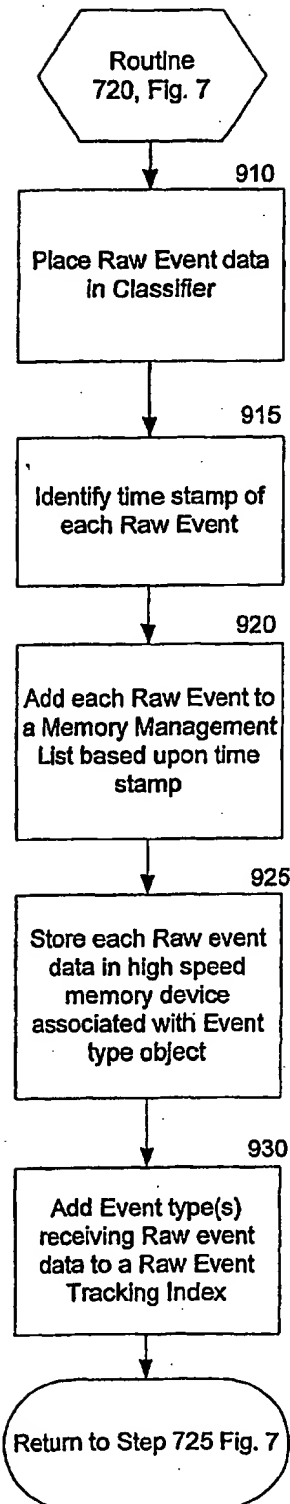 Routine
720, Fig. 7
910
Place Raw Event data
in Classifier
915
Identify time stamp of
each Raw Event
920
Add each Raw Event to
a Memory Management
List based upon time
stamp
925
Store each Raw event
data in high speed
memory device
associated with Event
type object
930
Add Event type(s)
receiving Raw event
data to a Raw Event
Tracking Index
Return to Step 725 Fig. 7